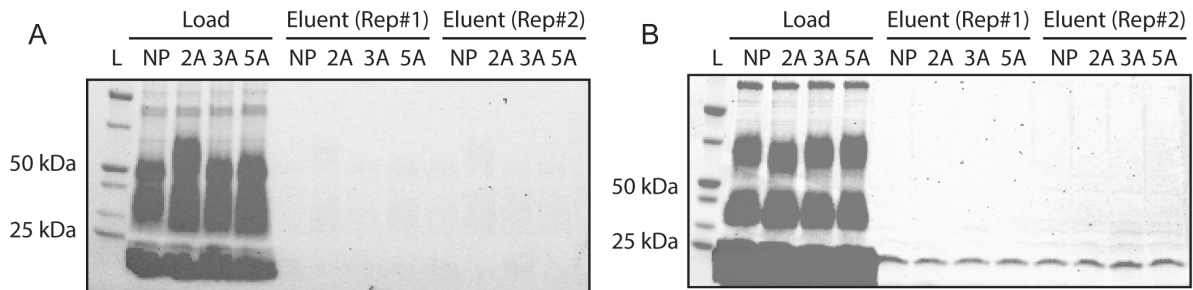 A
Load Eluent (Rep#1) Eluent (Rep#2)
L NP 2A 3A 5A NP 2A 3A 5A NP 2A 3A 5A
50 kDa
25 kDa
B
Load Eluent (Rep#1) Eluent (Rep#2)
L NP 2A 3A 5A NP 2A 3A 5A NP 2A 3A 5A
50 kDa
25 kDa